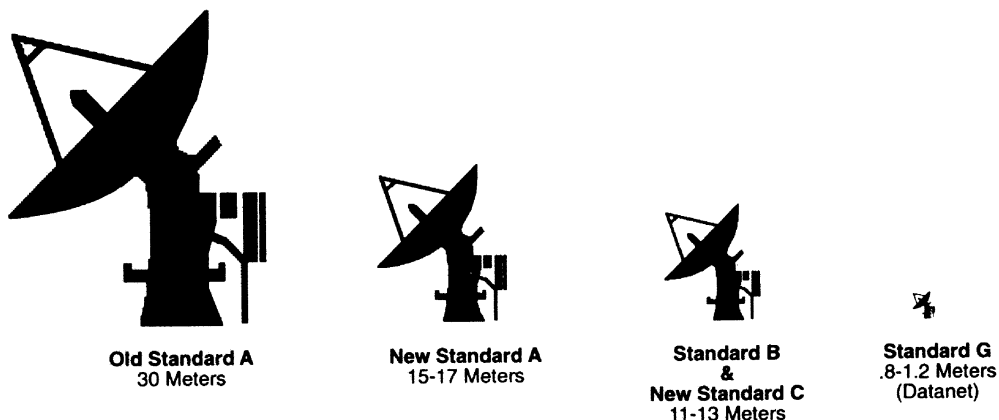 Old Standard A
30 Meters
New Standard A
15-17 Meters
Standard B
&
New Standard C
11-13 Meters
Standard G
.8-1.2 Meters
(Datanet)